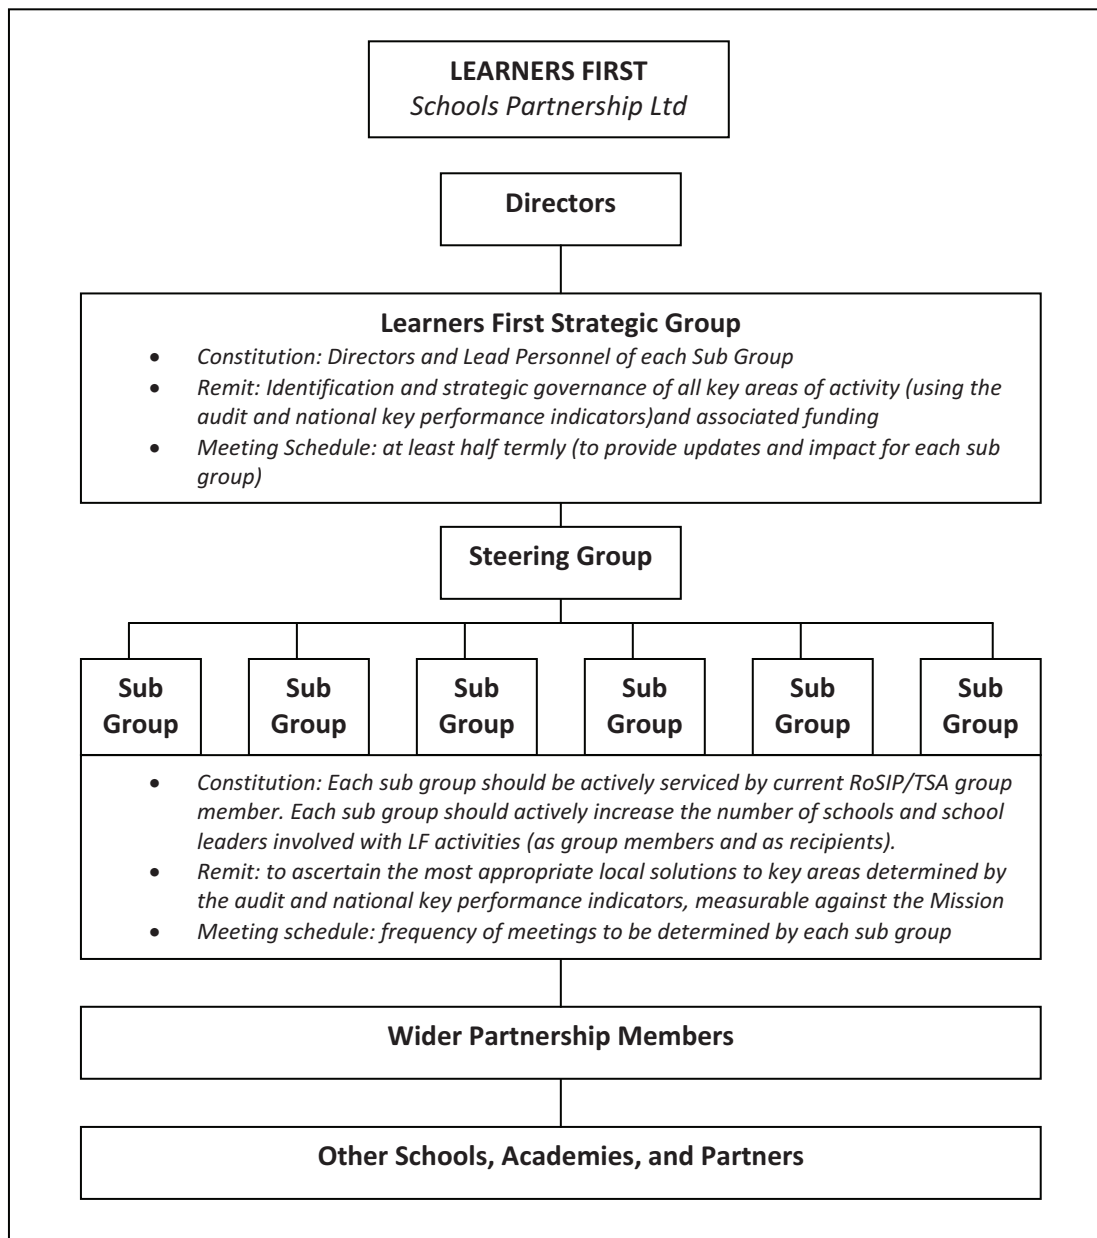 LEARNERS FIRST
Schools Partnership Ltd
Directors
Learners First Strategic Group
• Constitution: Directors and Lead Personnel of each Sub Group
• Remit: Identification and strategic governance of all key areas of activity (using the
audit and national key performance indicators)and associated funding
• Meeting Schedule: at least half termly (to provide updates and impact for each sub
group)
Steering Group
Sub
Group
Sub
Group
Sub
Group
Sub
Group
Sub
Group
Sub
Group
• Constitution: Each sub group should be actively serviced by current RoSIP/TSA group
member. Each sub group should actively increase the number of schools and school
leaders involved with LF activities (as group members and as recipients).
• Remit: to ascertain the most appropriate local solutions to key areas determined by
the audit and national key performance indicators, measurable against the Mission
• Meeting schedule: frequency of meetings to be determined by each sub group
Wider Partnership Members
Other Schools, Academies, and Partners